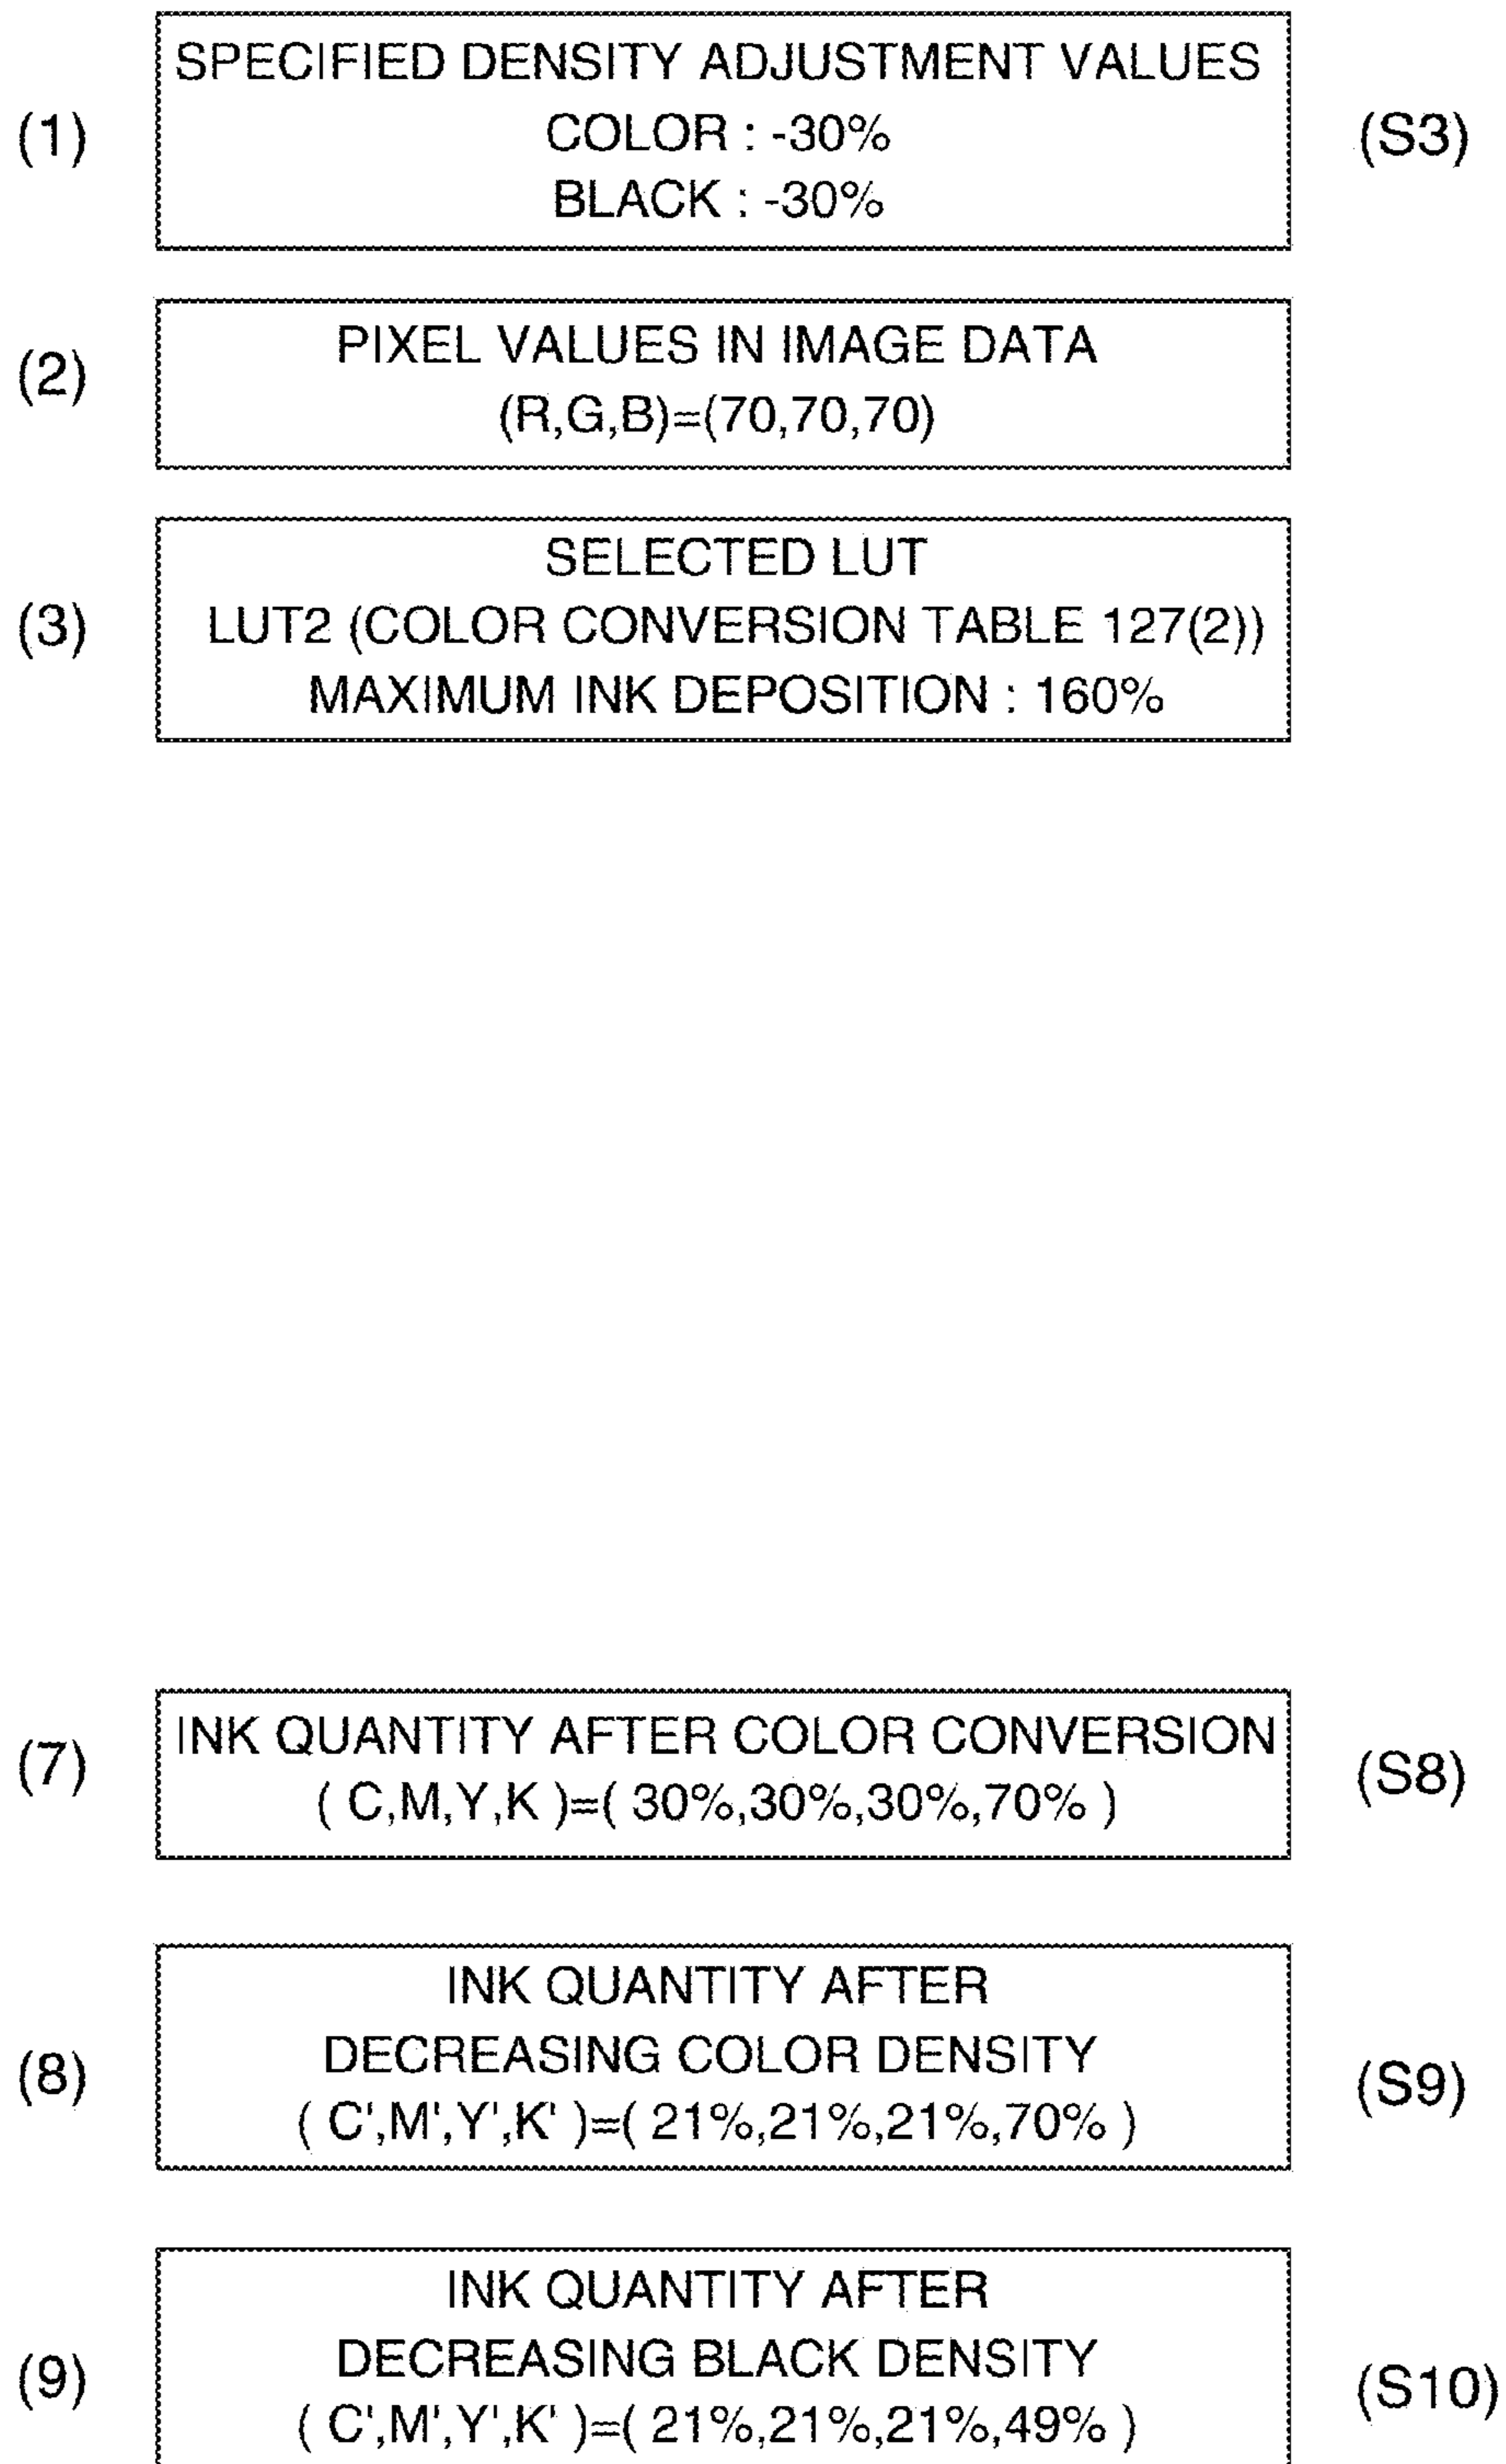 SPECIFIED DENSITY ADJUSTMENT VALUES
(1) COLOR : -30% (S3)
BLACK : -30%
PIXEL VALUES IN IMAGE DATA
(2)
(R,G,B)=(70,70,70)
SELECTED LUT
(3) LUT2 (COLOR CONVERSION TABLE 127(2))
MAXIMUM INK DEPOSITION : 160%
INK QUANTITY AFTER COLOR CONVERSION
(7) (S8)
( C,M,Y,K )=( 30%,30%,30%,70% )
INK QUANTITY AFTER
(8) DECREASING COLOR DENSITY (S9)
( C',M',Y',K' )=( 21%,21%,21%,70% )
INK QUANTITY AFTER
(9) DECREASING BLACK DENSITY (S10)
( C',M',Y',K' )=( 21%,21%,21%,49% )